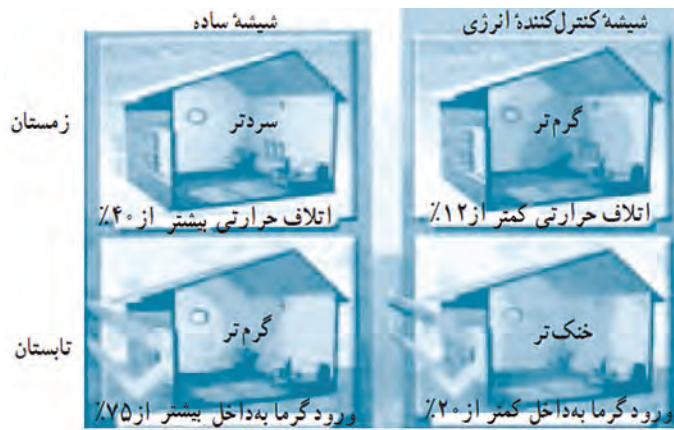 شیشهٔ کنترل‌کنندهٔ انرژی
شیشهٔ ساده
زمستان
گرم‌تر
سردتر
اتلاف حرارتی کمتر از ۱۲٪
اتلاف حرارتی بیشتر از ۴۰٪
تابستان
خنک‌تر
گرم‌تر
ورود گرما به‌داخل کمتر از ۲۰٪
ورود گرما به‌داخل بیشتر از ۷۵٪